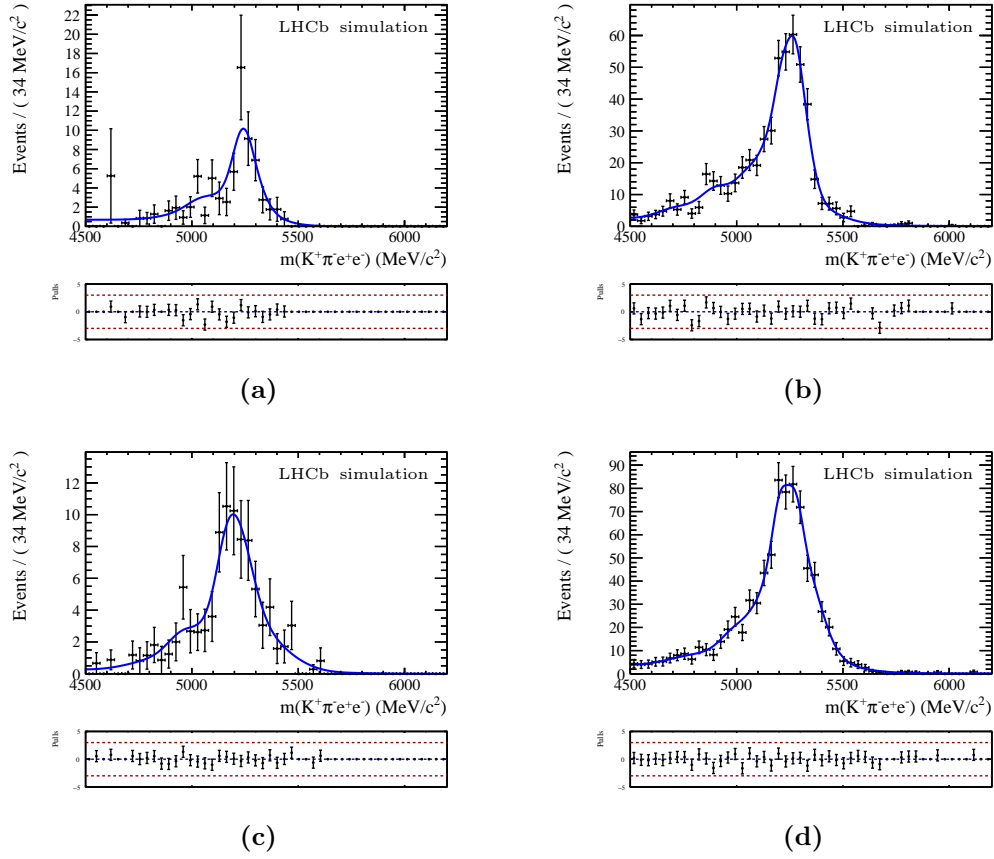 LHCb simulation
Events / ( 34 MeV/c²)
22
20
18
16
14
12
10
8
6
4
2
0
4500 5000 5500 6000
m(K⁺π⁻e⁺e⁻) (MeV/c²)
Pulls
5
0
−5
(a)
LHCb simulation
Events / ( 34 MeV/c²)
60
50
40
30
20
10
0
4500 5000 5500 6000
m(K⁺π⁻e⁺e⁻) (MeV/c²)
Pulls
5
0
−5
(b)
LHCb simulation
Events / ( 34 MeV/c²)
12
10
8
6
4
2
0
4500 5000 5500 6000
m(K⁺π⁻e⁺e⁻) (MeV/c²)
Pulls
5
0
−5
(c)
LHCb simulation
Events / ( 34 MeV/c²)
90
80
70
60
50
40
30
20
10
0
4500 5000 5500 6000
m(K⁺π⁻e⁺e⁻) (MeV/c²)
Pulls
5
0
−5
(d)